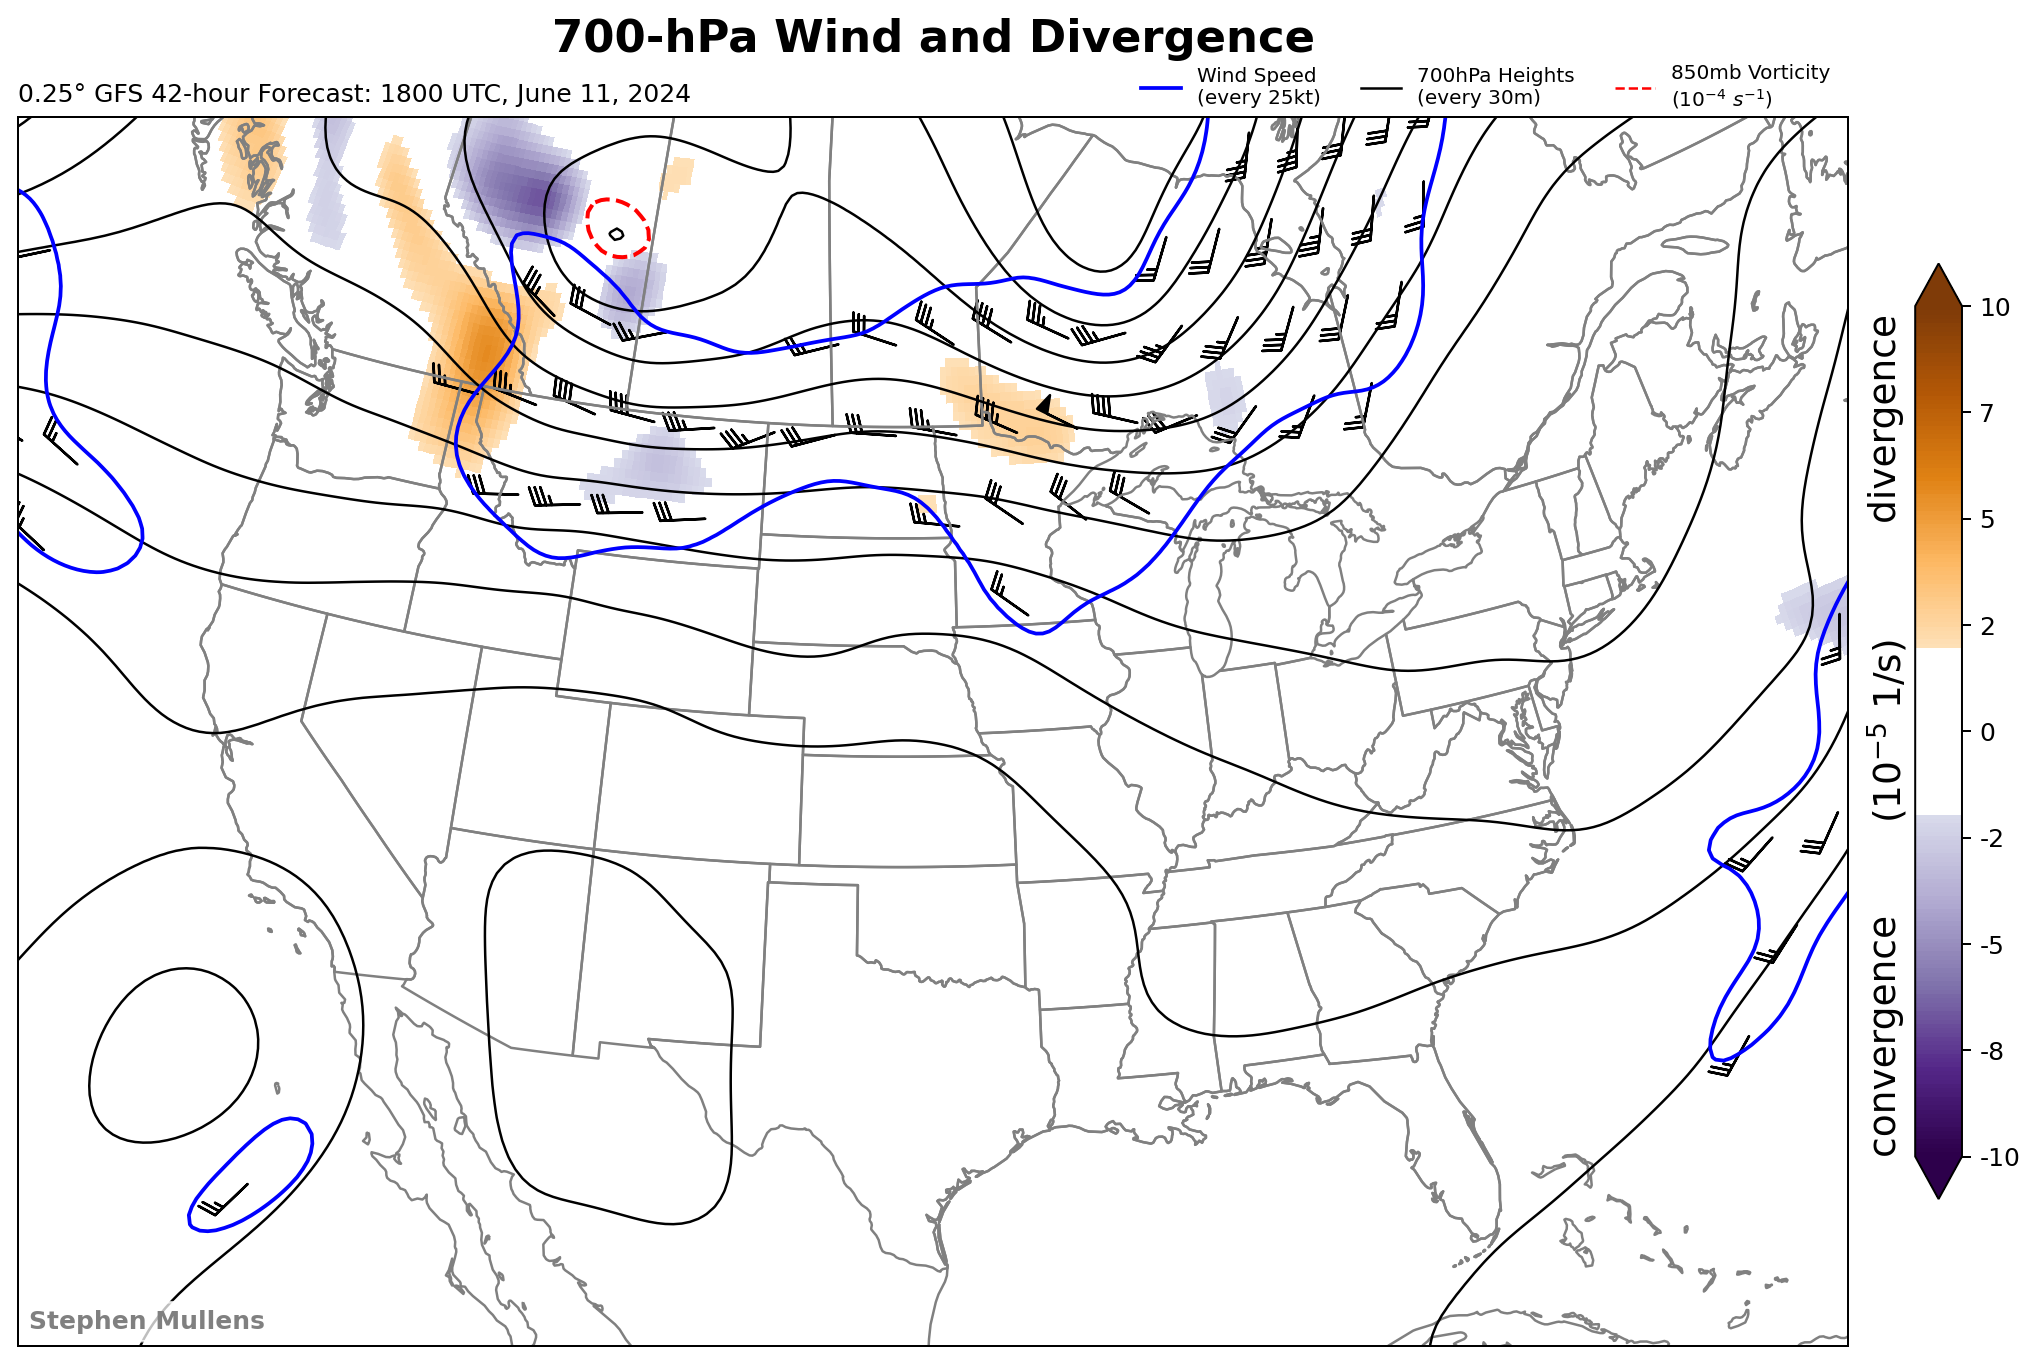 700-hPa Wind and Divergence
0.25° GFS 42-hour Forecast: 1800 UTC, June 11, 2024
Wind Speed
(every 25kt)
700hPa Heights
(every 30m)
850mb Vorticity
(10⁻⁴ s⁻¹)
10
7
5
2
0
-2
-5
-8
-10
convergence (10⁻⁵ 1/s) divergence
Stephen Mullens